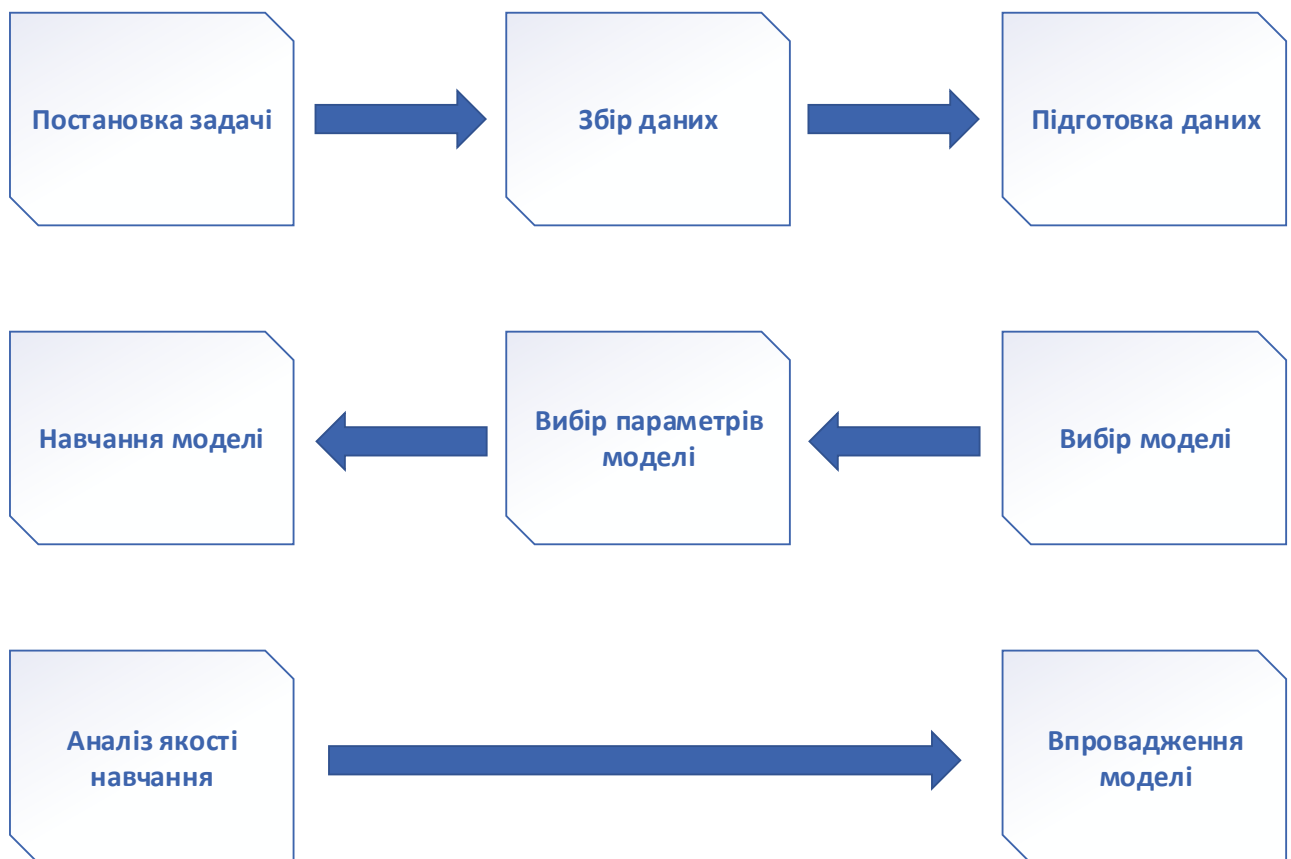 Постановка задачі
Збір даних
Підготовка даних
Навчання моделі
Вибір параметрів
моделі
Вибір моделі
Аналіз якості
навчання
Впровадження
моделі